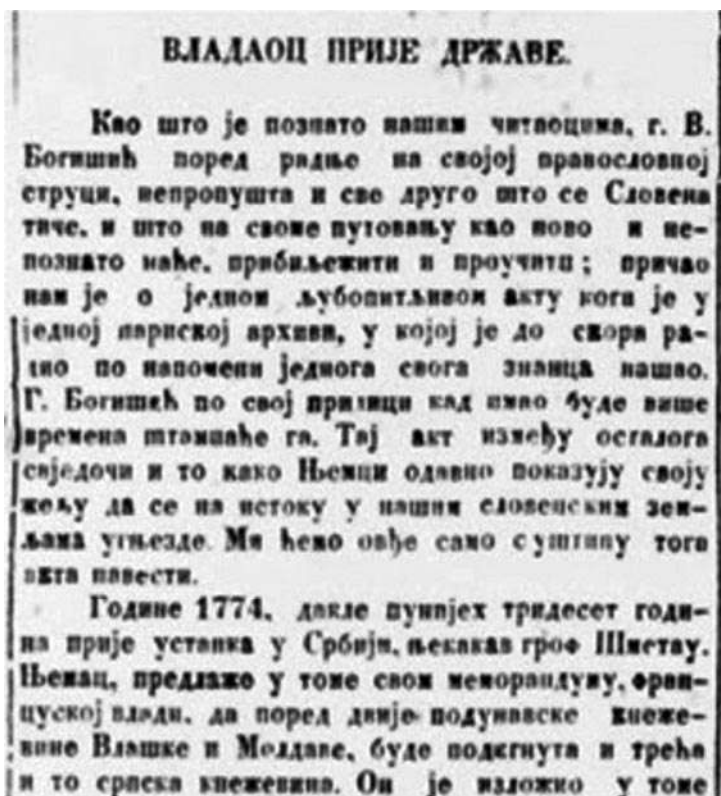 ВЛАДАОЦ ПРИЈЕ ДРЖАВЕ.
Као што је познато нашим читаоцима, г. В.
Богишић поред радње на својој правословној
струци, непропушта и све друго што се Словена
тиче, и што на своме путовању као ново и не-
познато нађе, прибиљежити и проучити; причао
нам је о једном љубопитљивом акту кога је у
једној париској архиви, у којој је до скора ра-
дио по напомени једнога свога знанца нашао.
Г. Богишић по свој прилици кад имао буде више
времена штампаће га. Тај акт између осталога
свједочи и то како Њемци одавно показују своју
жељу да се на истоку у нашим словенским зем-
љама угњезде. Ми ћемо овђе само суштину тога
акта навести.
Године 1774, дакле пунијех тридесет годи-
на прије устанка у Србији, њекакав гроф Шметау,
Њемац, предлаже у томе свом меморандуму, фран-
цуској влади, да поред двије подунавске кнеже-
вине Влашке и Молдаве, буде подигнута и трећа
и то српска кнежевина. Он је изложио у томе